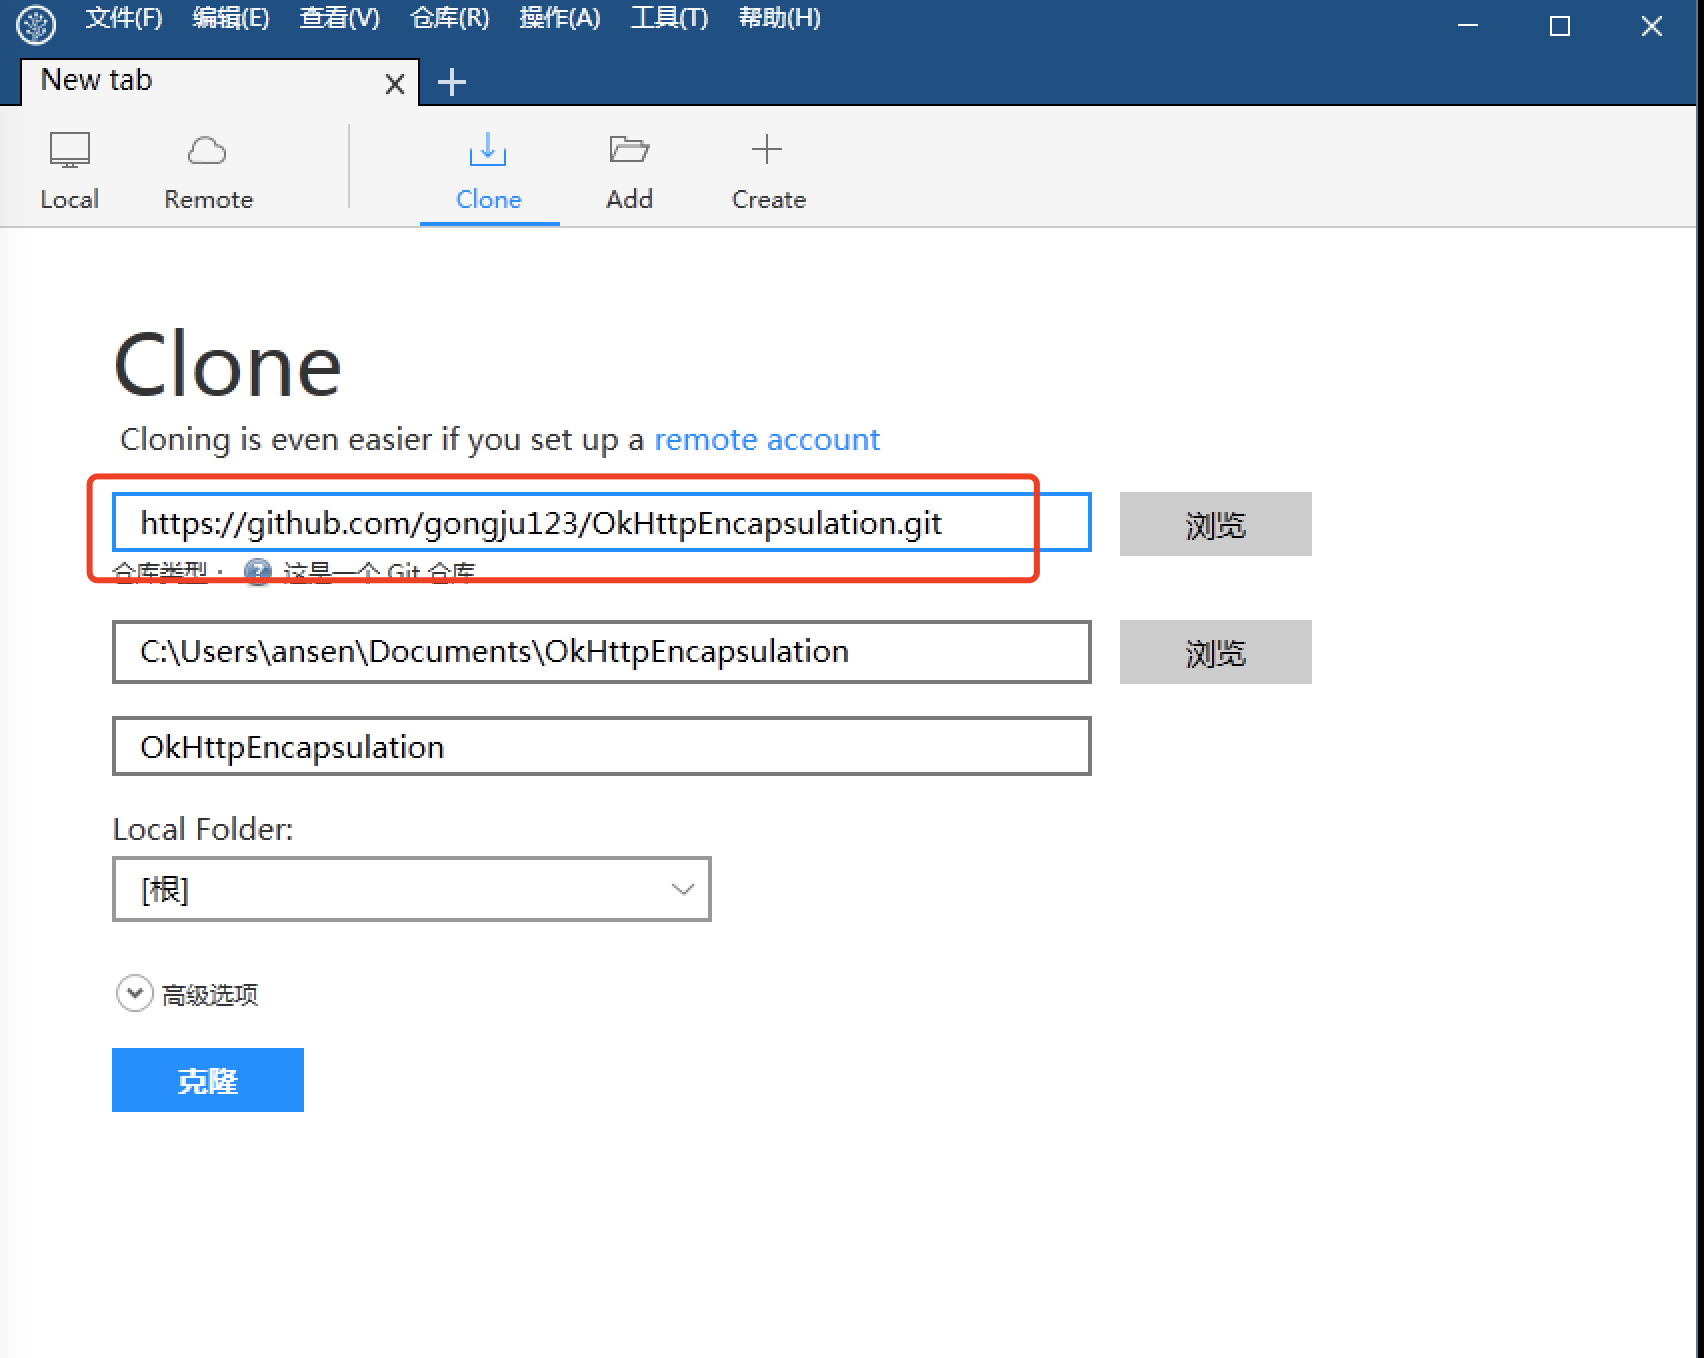 文件(F) 编辑(E) 查看(V) 仓库(R) 操作(A) 工具(T) 帮助(H)
New tab
Local Remote Clone Add Create
Clone
Cloning is even easier if you set up a remote account
https://github.com/gongju123/OkHttpEncapsulation.git 浏览
仓库类型： ? 这是一个 Git 仓库
C:\Users\ansen\Documents\OkHttpEncapsulation 浏览
OkHttpEncapsulation
Local Folder:
[根]
高级选项
克隆